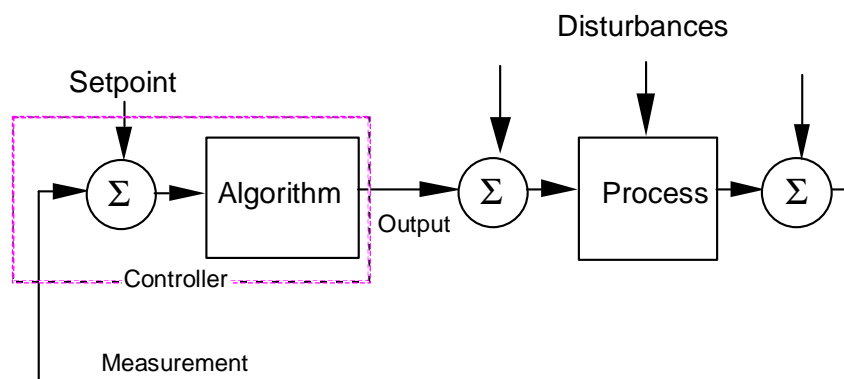 Disturbances
Setpoint
Σ
Algorithm
Output
Σ
Process
Σ
Controller
Measurement